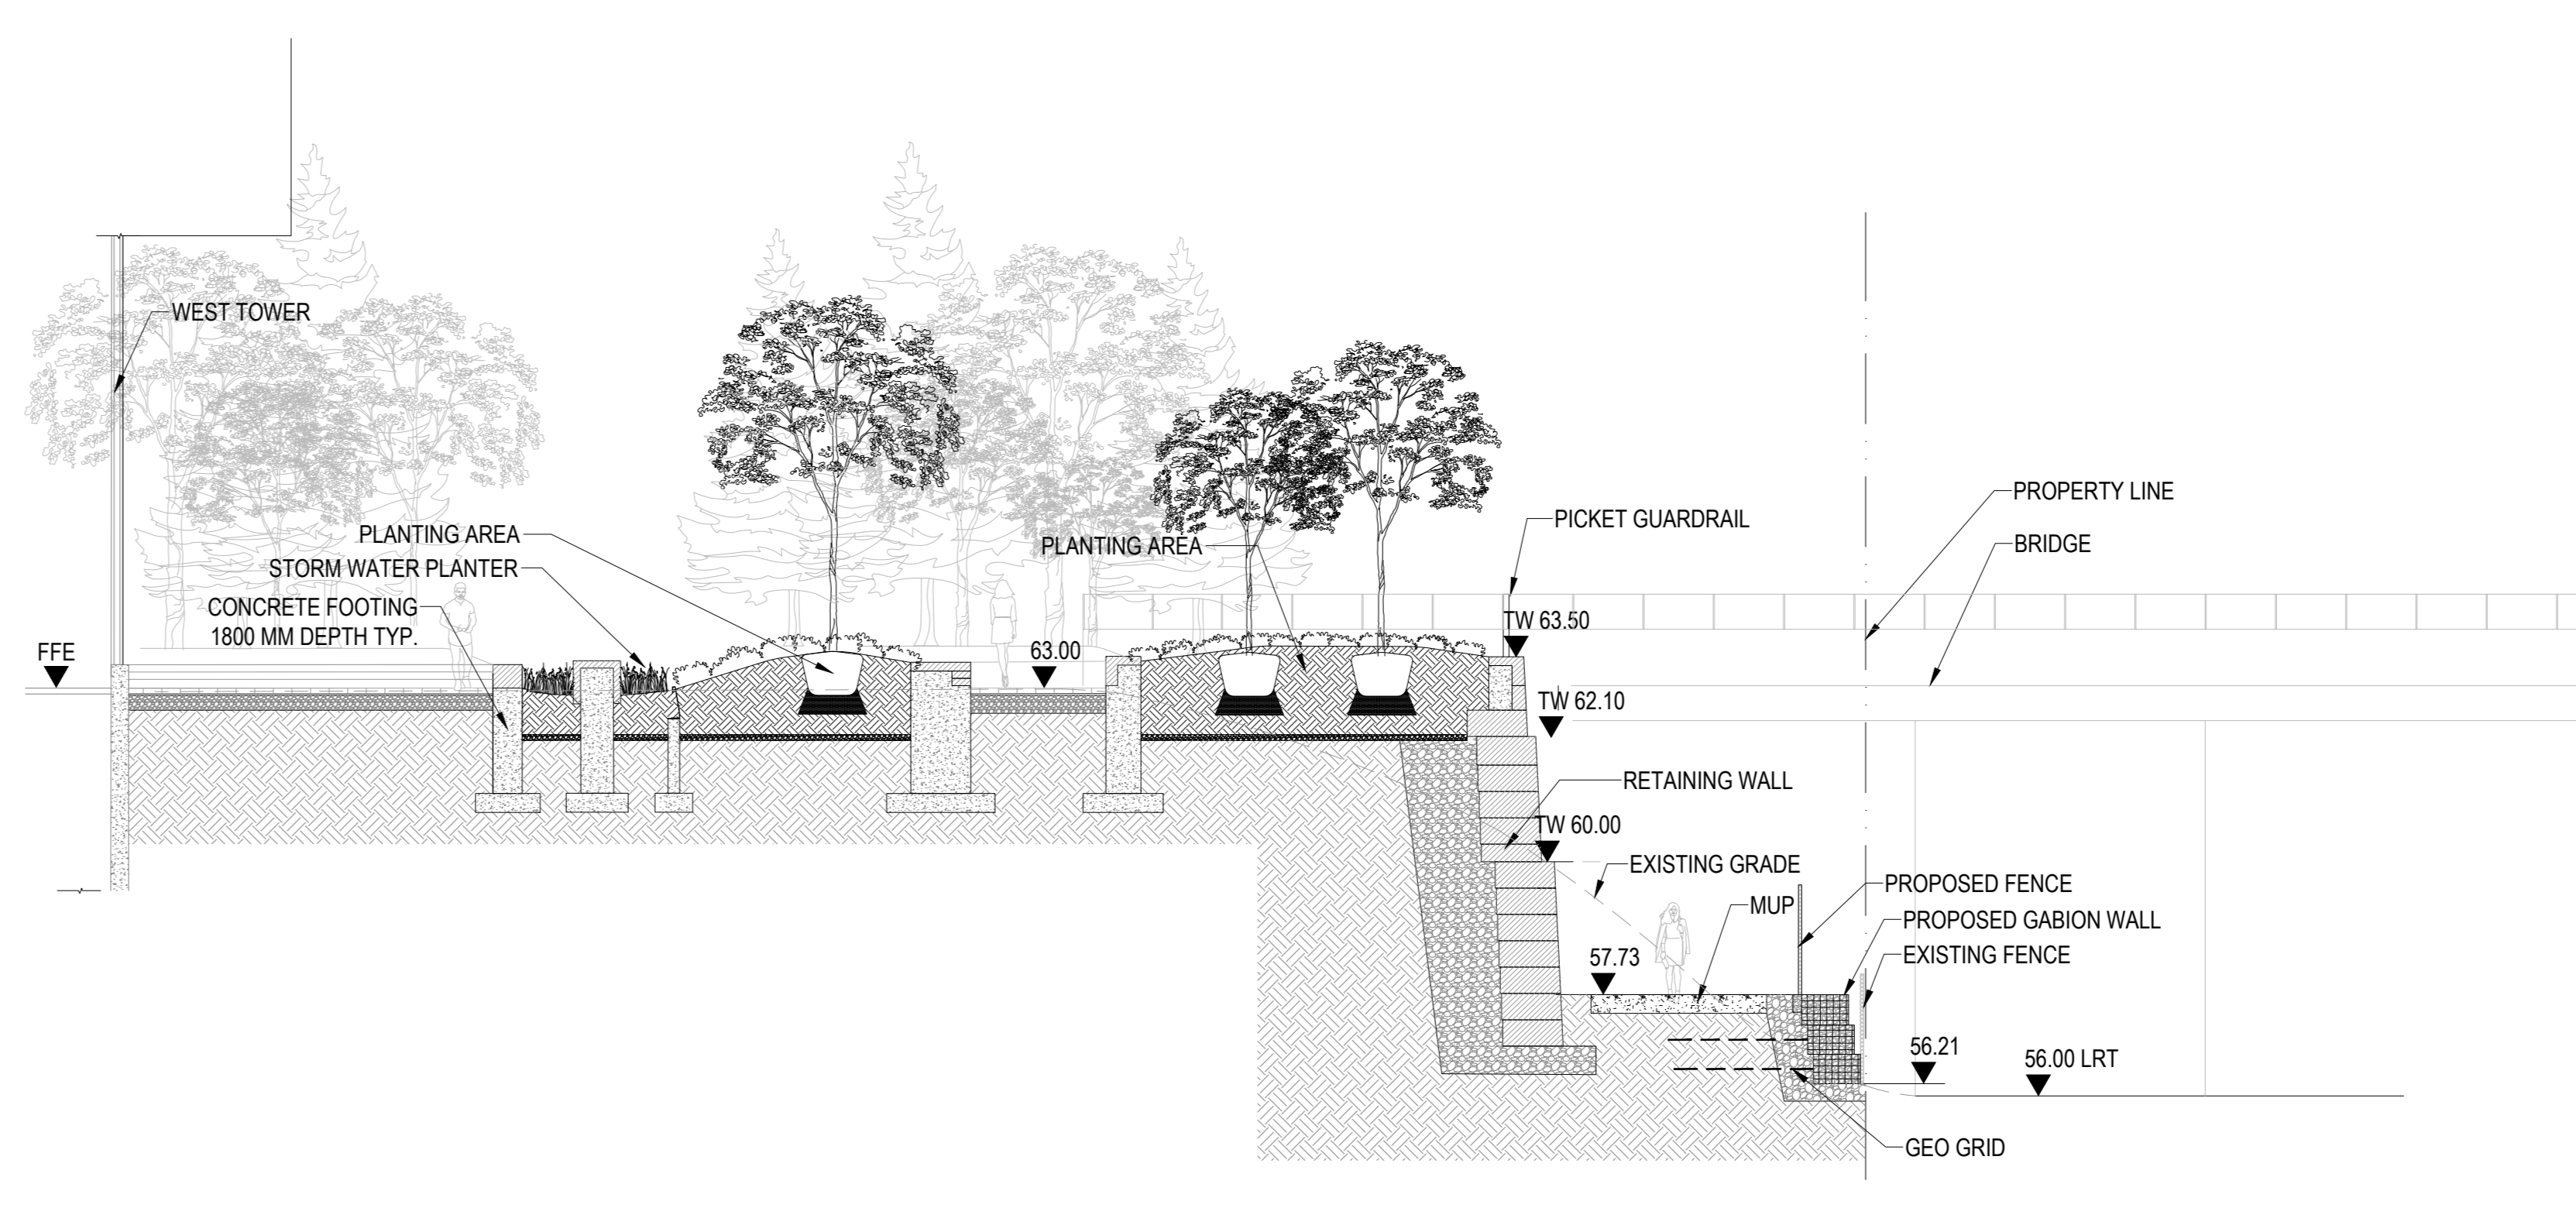 WEST TOWER
PROPERTY LINE
PICKET GUARDRAIL
PLANTING AREA
PLANTING AREA
BRIDGE
STORM WATER PLANTER
CONCRETE FOOTING
1800 MM DEPTH TYP.
TW 63.50
FFE
63.00
TW 62.10
RETAINING WALL
TW 60.00
EXISTING GRADE
PROPOSED FENCE
MUP
PROPOSED GABION WALL
EXISTING FENCE
57.73
56.21
56.00 LRT
GEO GRID